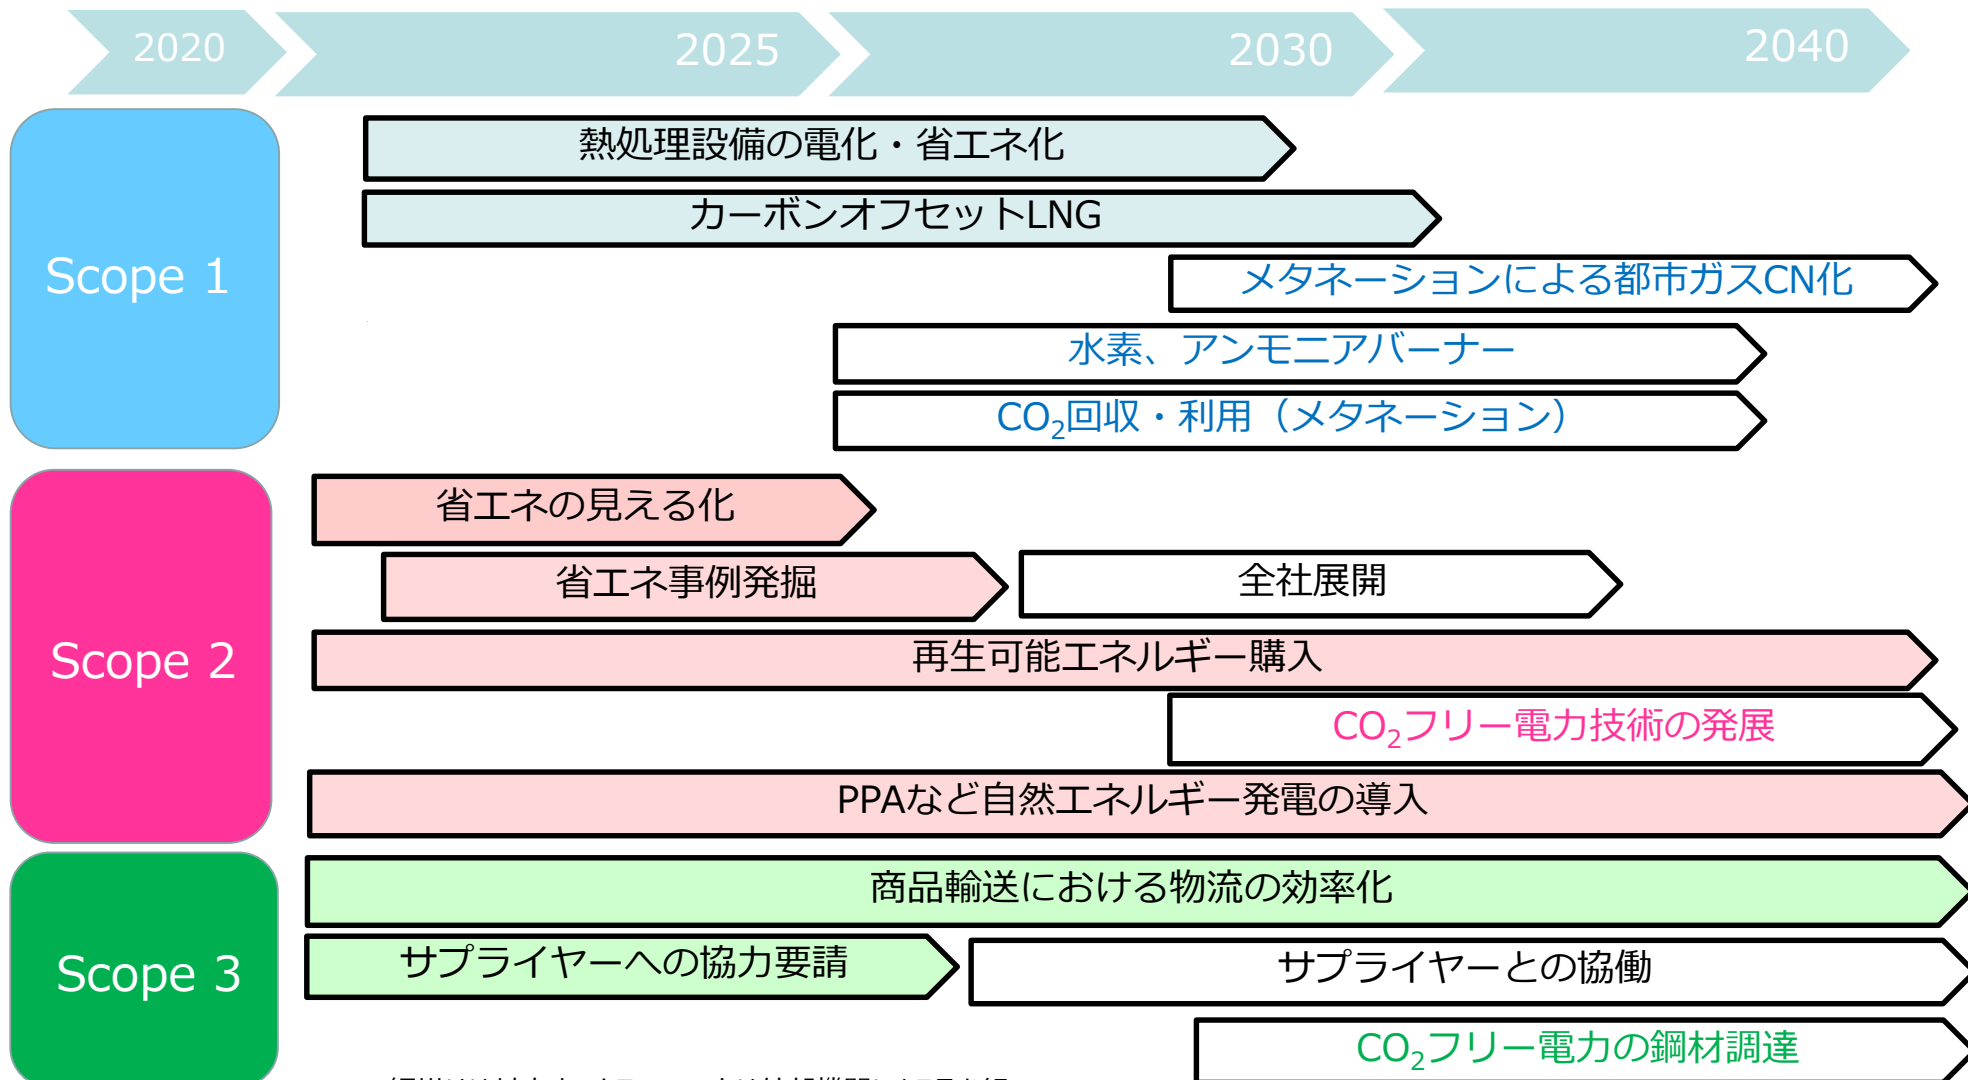 2020
2025
2030
2040
Scope 1
熱処理設備の電化・省エネ化
カーボンオフセットLNG
メタネーションによる都市ガスCN化
水素、アンモニアバーナー
CO₂回収・利用（メタネーション）
Scope 2
省エネの見える化
省エネ事例発掘
全社展開
再生可能エネルギー購入
CO₂フリー電力技術の発展
PPAなど自然エネルギー発電の導入
Scope 3
商品輸送における物流の効率化
サプライヤーへの協力要請
サプライヤーとの協働
CO₂フリー電力の鋼材調達